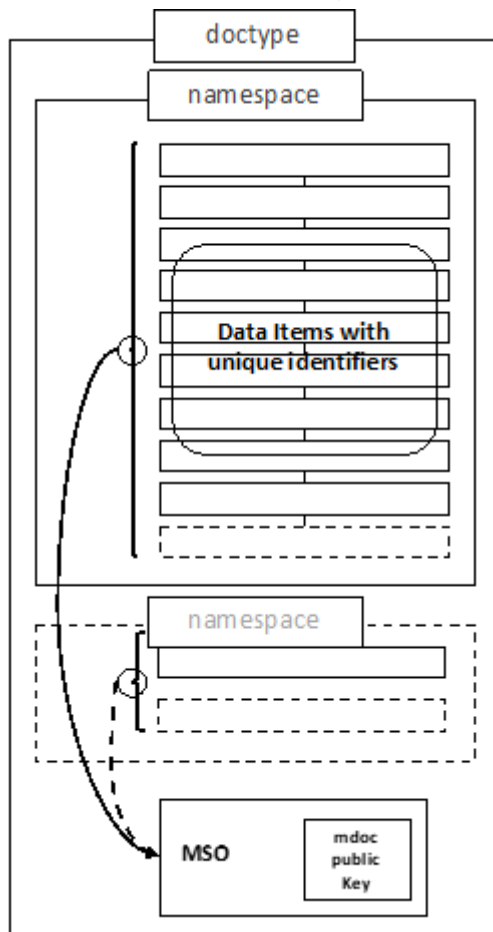 doctype
namespace
Data Items with
unique identifiers
namespace
MSO
mdoc
public
Key